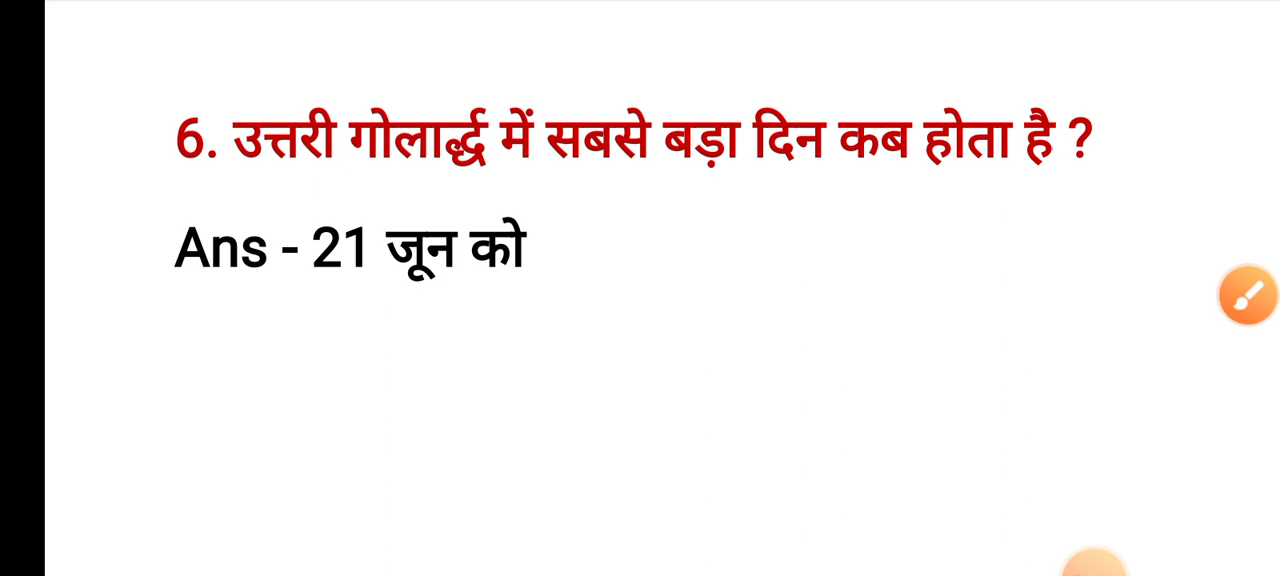 6. उत्तरी गोलार्द्ध में सबसे बड़ा दिन कब होता है ?
Ans - 21 जून को